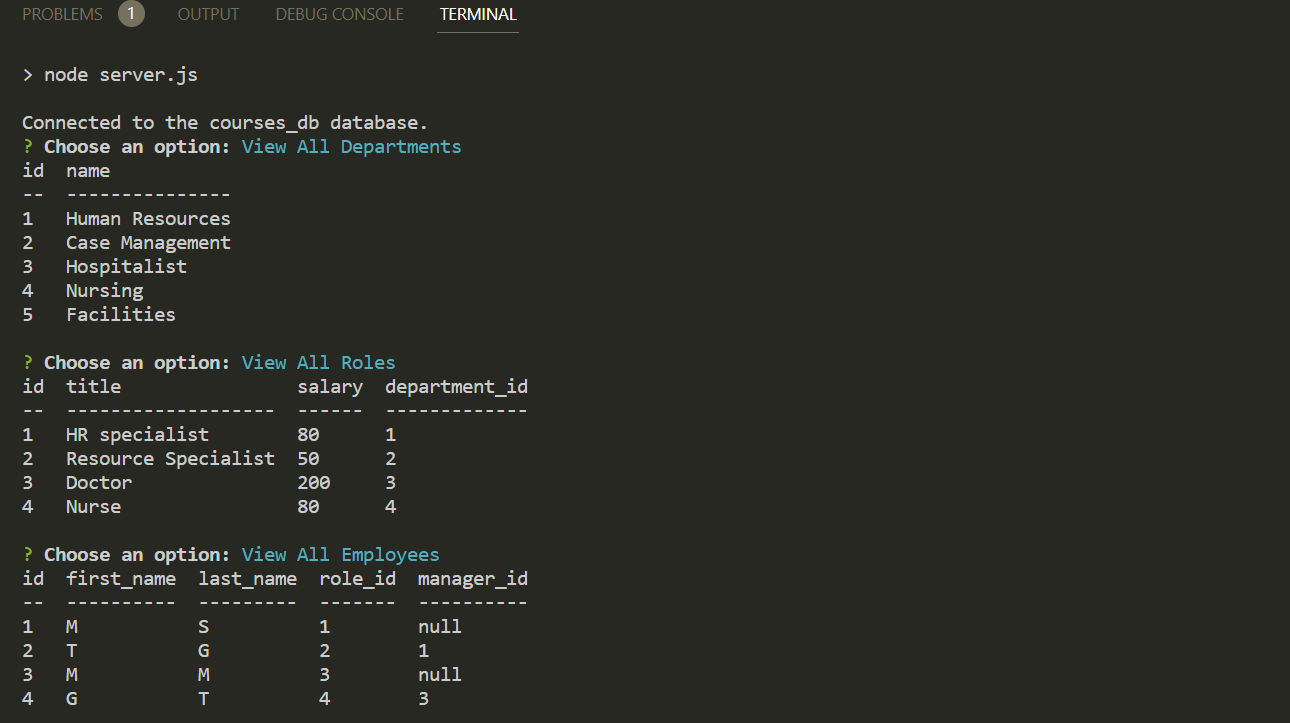 PROBLEMS 1 OUTPUT DEBUG CONSOLE TERMINAL
> node server.js
Connected to the courses_db database.
? Choose an option: View All Departments
id  name
--  ---------------
1   Human Resources
2   Case Management
3   Hospitalist
4   Nursing
5   Facilities
? Choose an option: View All Roles
id  title                salary  department_id
--  -------------------  ------  -------------
1   HR specialist        80      1
2   Resource Specialist  50      2
3   Doctor               200     3
4   Nurse                80      4
? Choose an option: View All Employees
id  first_name  last_name  role_id  manager_id
--  ----------  ---------  -------  ----------
1   M           S          1        null
2   T           G          2        1
3   M           M          3        null
4   G           T          4        3